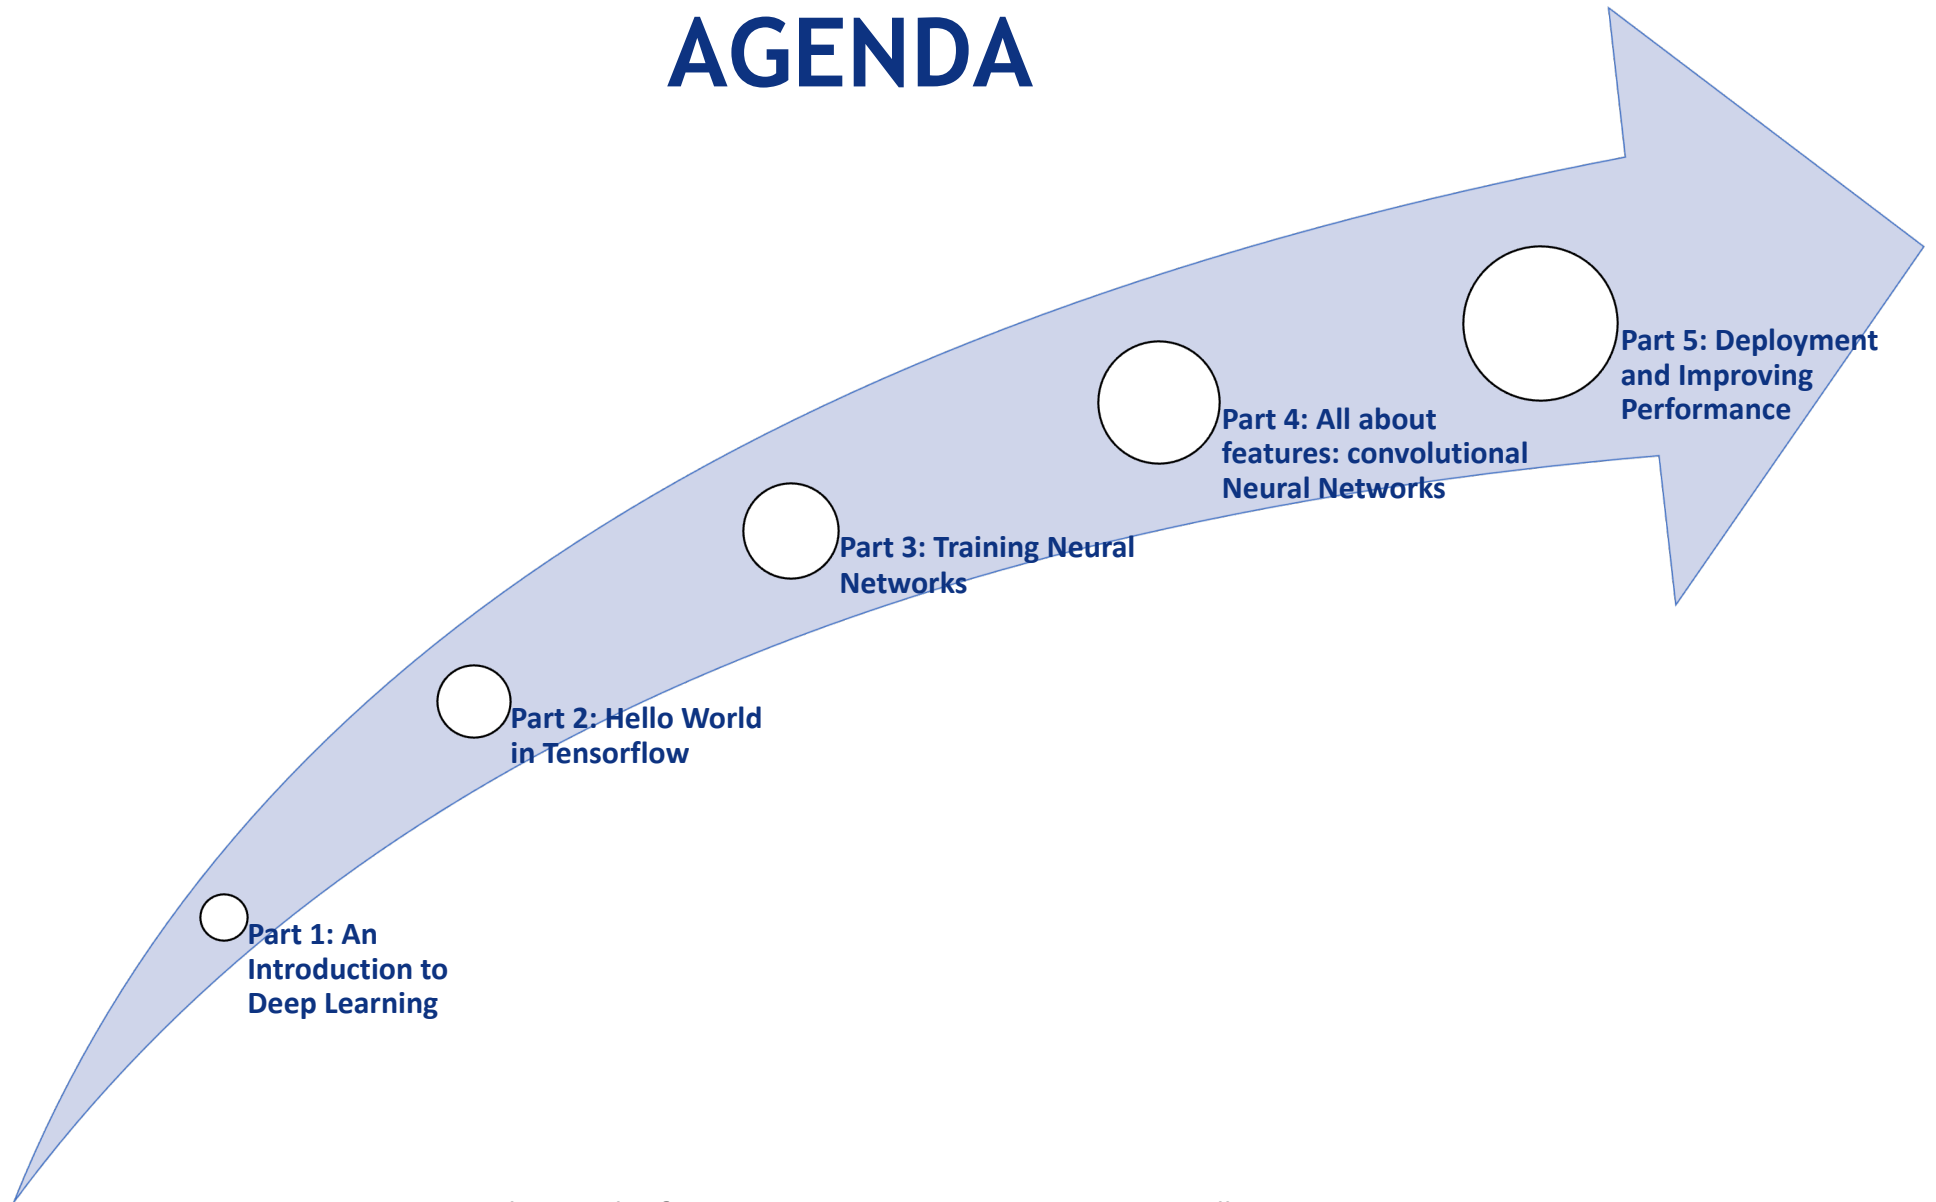 AGENDA
Part 1: An
Introduction to
Deep Learning
Part 2: Hello World
in Tensorflow
Part 3: Training Neural
Networks
Part 4: All about
features: convolutional
Neural Networks
Part 5: Deployment
and Improving
Performance